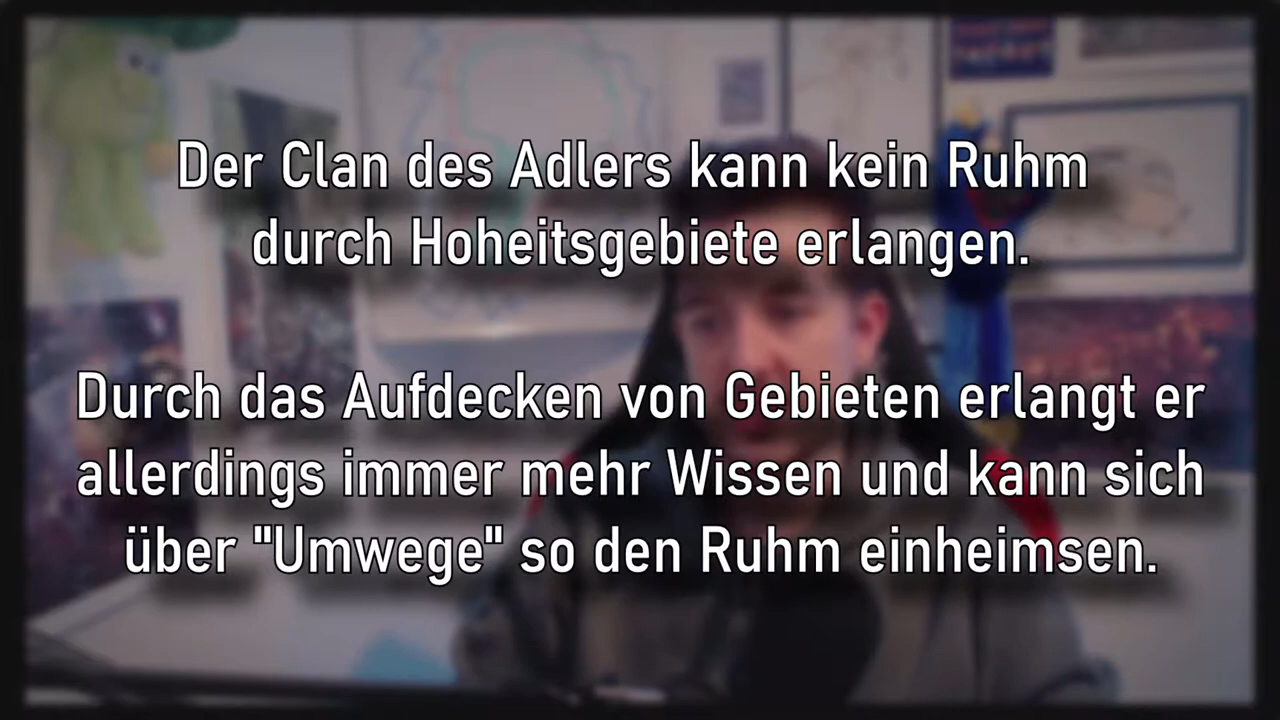 Der Clan des Adlers kann kein Ruhm
durch Hoheitsgebiete erlangen.
Durch das Aufdecken von Gebieten erlangt er
allerdings immer mehr Wissen und kann sich
über "Umwege" so den Ruhm einheimsen.